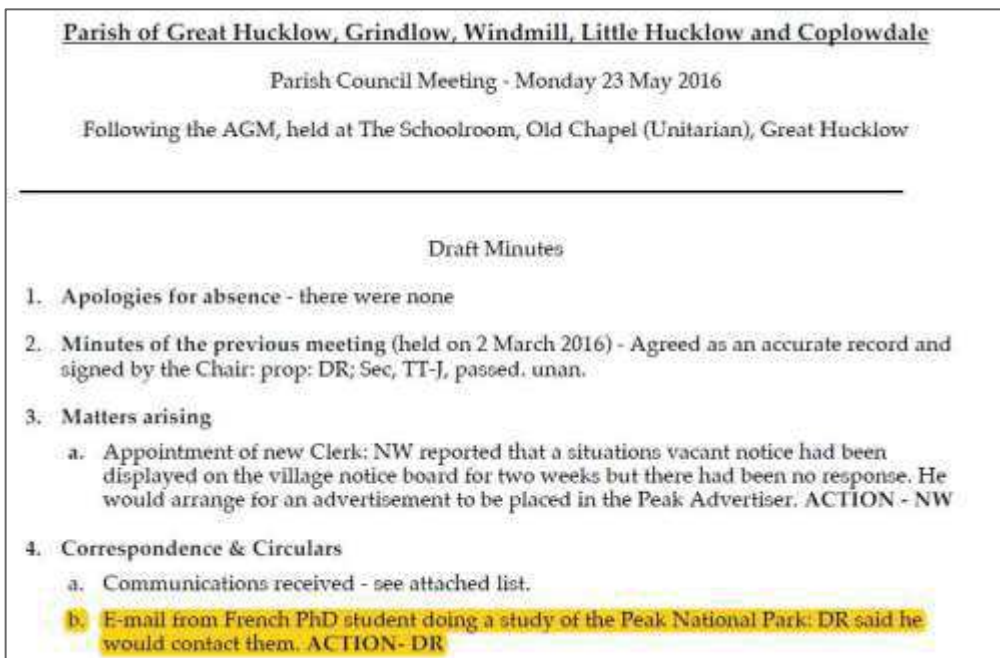 Parish of Great Hucklow, Grindlow, Windmill, Little Hucklow and Coplowdale
Parish Council Meeting - Monday 23 May 2016
Following the AGM, held at The Schoolroom, Old Chapel (Unitarian), Great Hucklow
Draft Minutes
1. Apologies for absence - there were none
2. Minutes of the previous meeting (held on 2 March 2016) - Agreed as an accurate record and
signed by the Chair: prop: DR; Sec, TT-J, passed. unan.
3. Matters arising
a. Appointment of new Clerk: NW reported that a situations vacant notice had been
displayed on the village notice board for two weeks but there had been no response. He
would arrange for an advertisement to be placed in the Peak Advertiser. ACTION - NW
4. Correspondence & Circulars
a. Communications received - see attached list.
b. E-mail from French PhD student doing a study of the Peak National Park: DR said he
would contact them. ACTION- DR